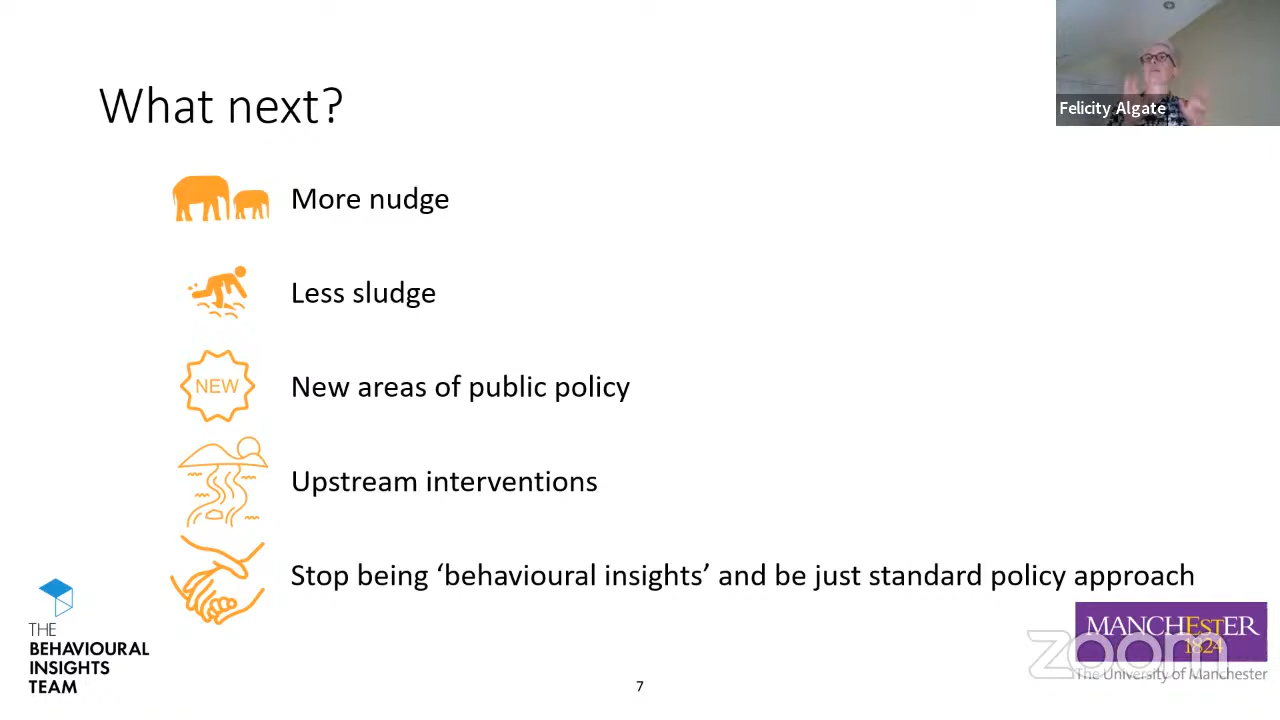 Felicity Algate
What next?
More nudge
Less sludge
NEW
New areas of public policy
Upstream interventions
Stop being ‘behavioural insights’ and be just standard policy approach
THE
BEHAVIOURAL
INSIGHTS
TEAM
7
MANCHESTER
1824
The University of Manchester
zoom